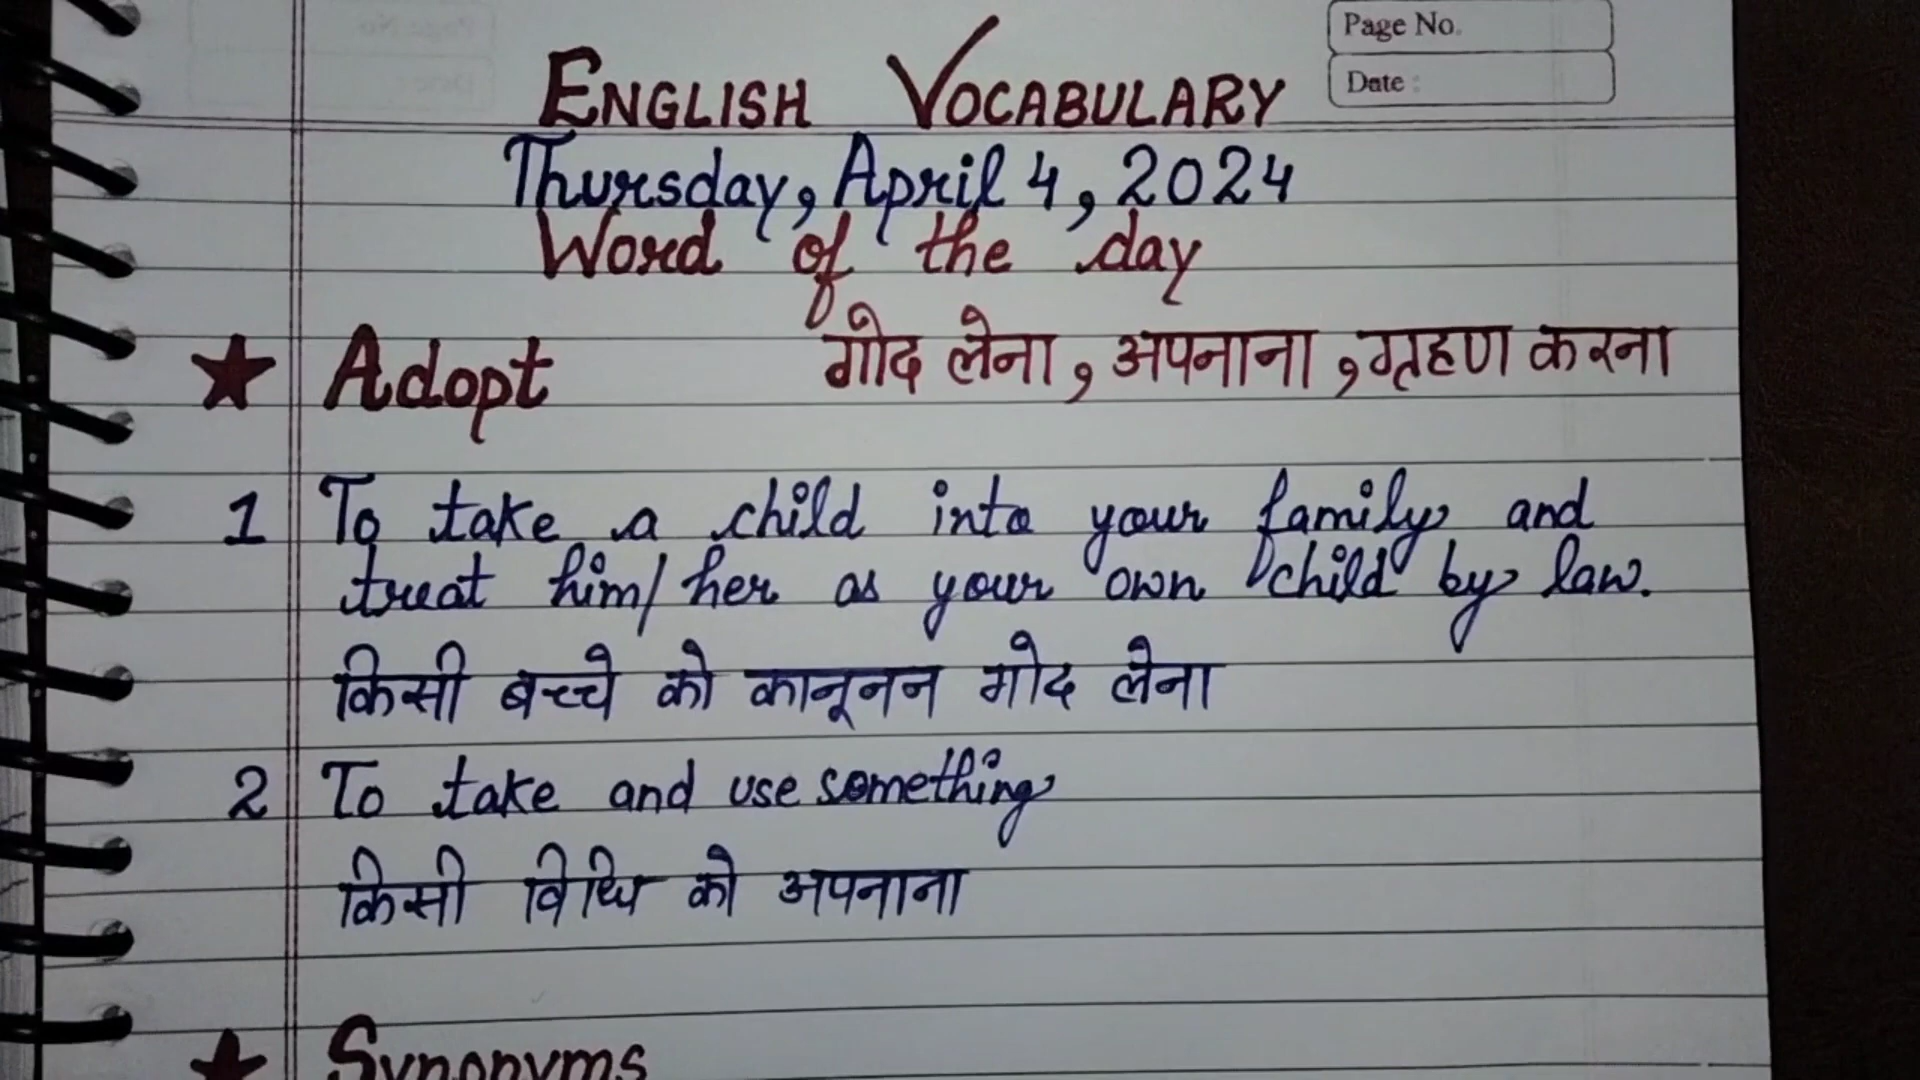 Page No.
Date :
ENGLISH VOCABULARY
Thursday, April 4, 2024
Word of the day
★ Adopt गोद लेना, अपनाना, ग्रहण करना
1 To take a child into your family and
treat him/her as your own child by law.
किसी बच्चे को कानूनन गोद लेना
2 To take and use something
किसी विधि को अपनाना
★ Synonyms